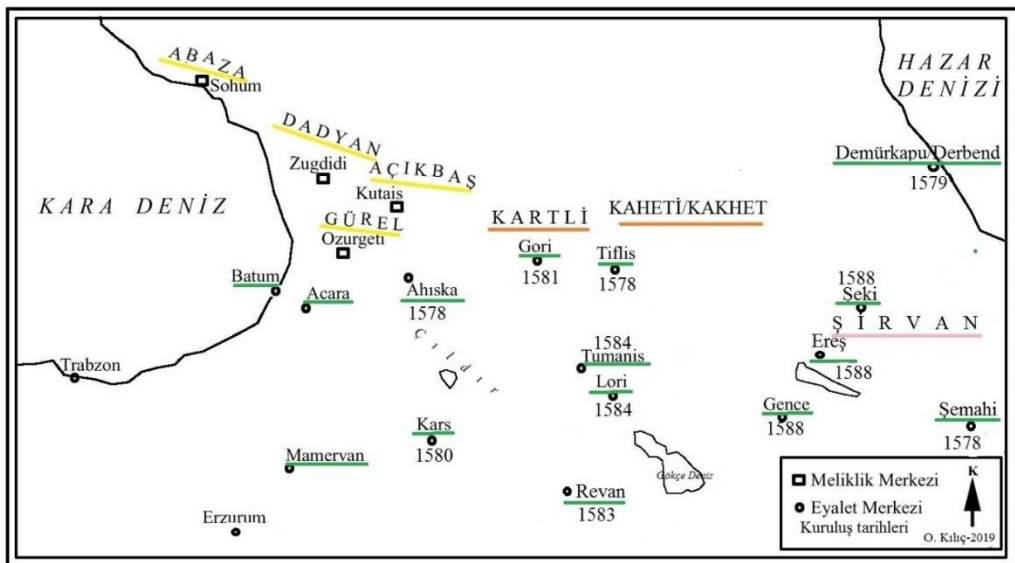 ABAZA
Sohum
HAZAR
DENİZİ
DADYAN
Demürkapu/Derbend
1579
Zugdidi
AÇIKBAŞ
Kutais
KARA DENİZ
GÜREL
Ozurgeti
KARTLİ
KAHETİ/KAKHET
Gori
1581
Tiflis
1578
Batum
Acara
Ahıska
1578
Çıldır
1588
Şeki
ŞİRVAN
Ereş
1588
Trabzon
1584
Tumanis
Lori
1584
Gence
1588
Şemahi
1578
Kars
1580
Mamervan
Gökçe Deniz
Revan
1583
Erzurum
Meliklik Merkezi
Eyalet Merkezi
Kuruluş tarihleri
K
O. Kılıç-2019